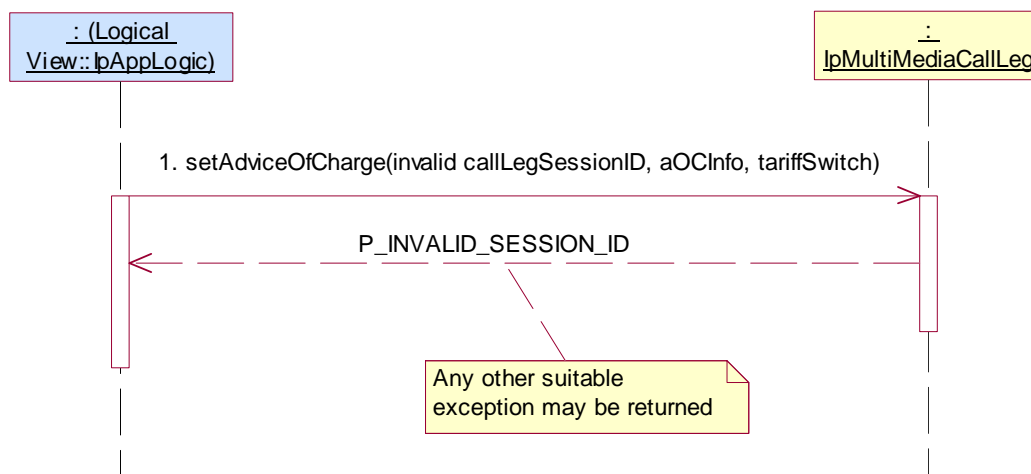 : (Logical
View::IpAppLogic)
:
IpMultiMediaCallLeg
1. setAdviceOfCharge(invalid callLegSessionID, aOCInfo, tariffSwitch)
P_INVALID_SESSION_ID
Any other suitable
exception may be returned